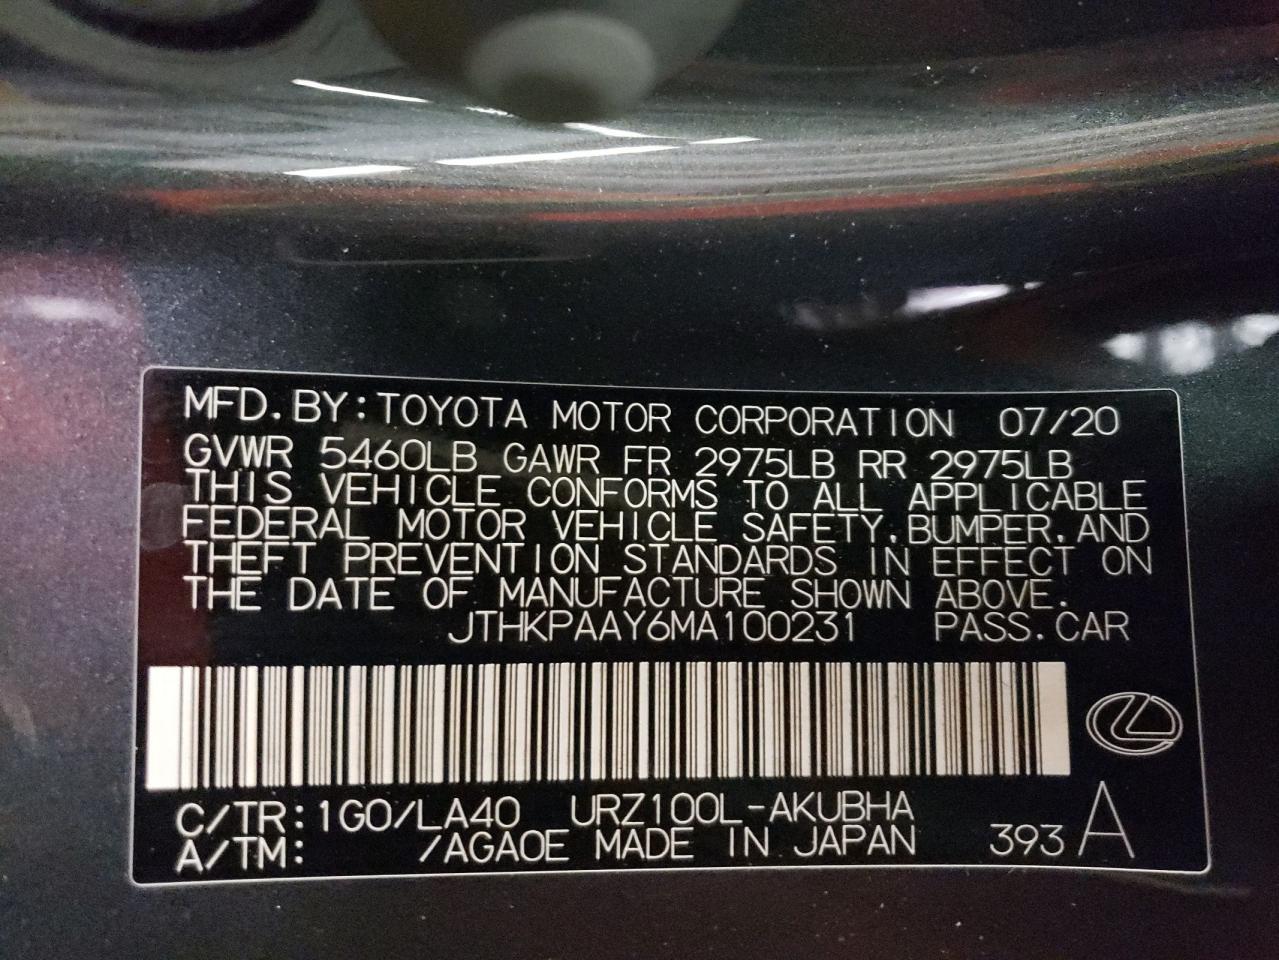 MFD.BY:TOYOTA MOTOR CORPORATION 07/20
GVWR 5460LB GAWR FR 2975LB RR 2975LB
THIS VEHICLE CONFORMS TO ALL APPLICABLE
FEDERAL MOTOR VEHICLE SAFETY,BUMPER,AND
THEFT PREVENTION STANDARDS IN EFFECT ON
THE DATE OF MANUFACTURE SHOWN ABOVE.
JTHKPAAY6MA100231 PASS.CAR
C/TR:1G0/LA40 URZ100L-AKUBHA
A/TM: /AGA0E MADE IN JAPAN 393 A